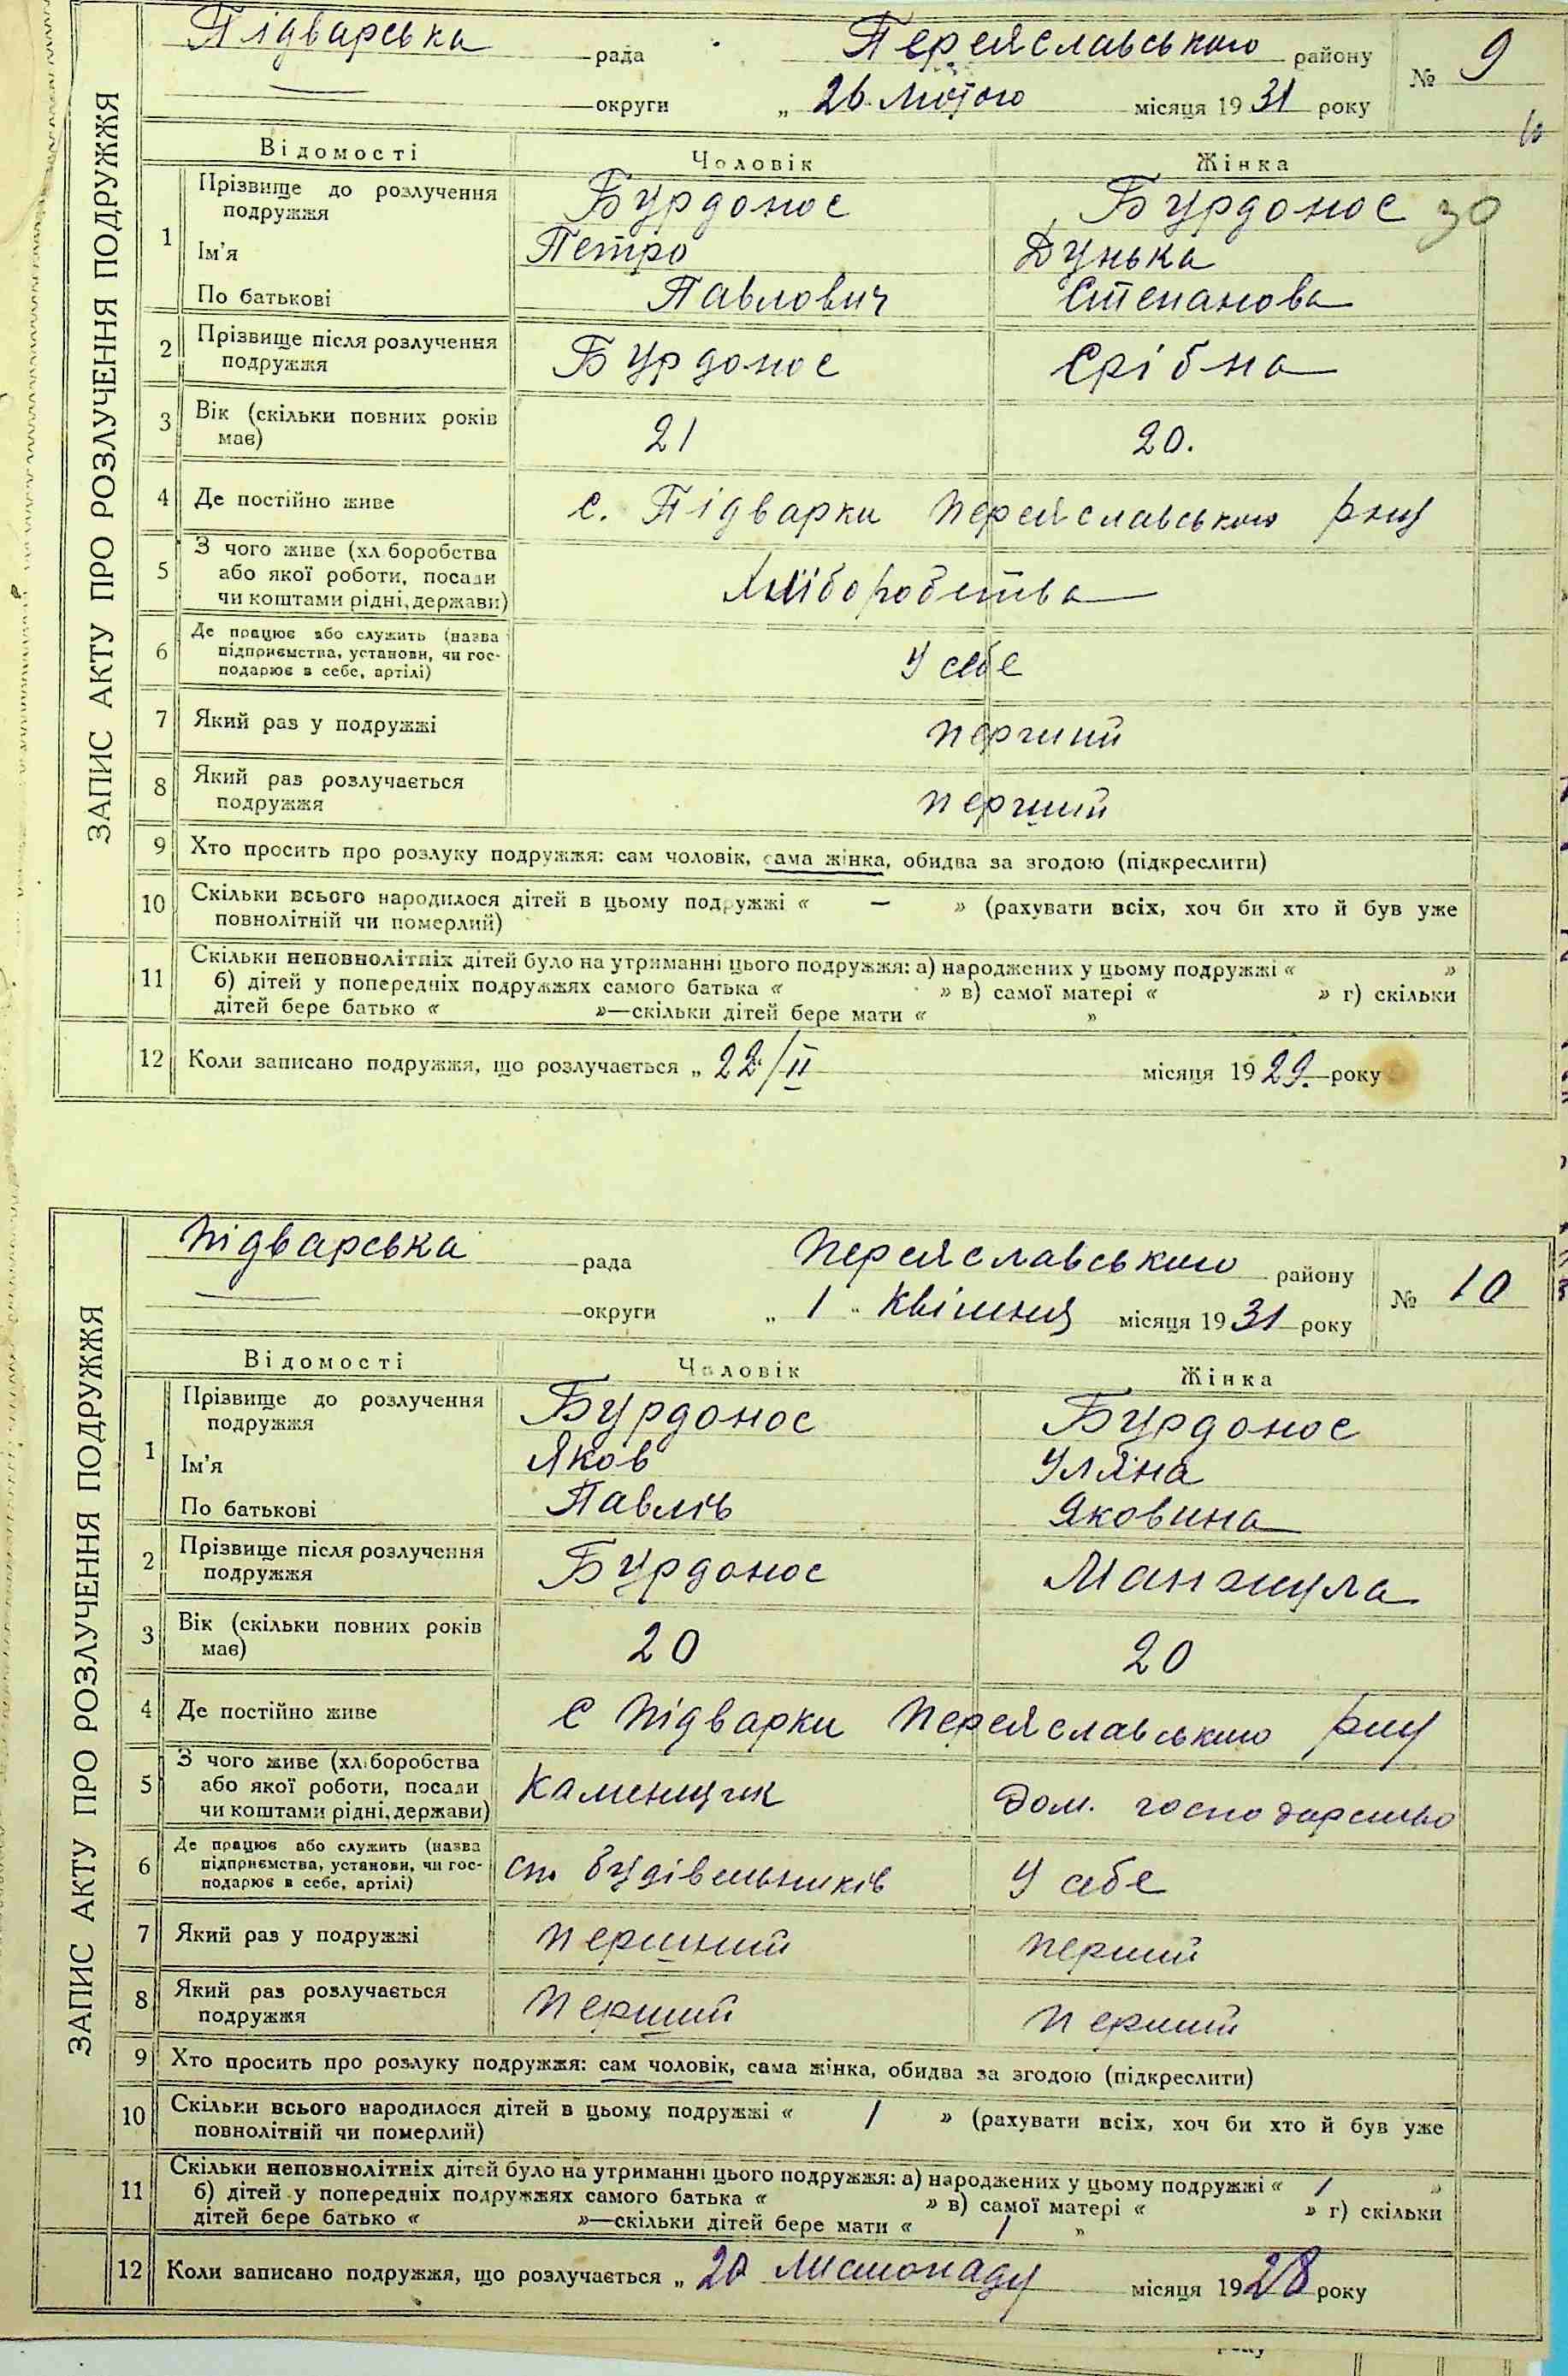 ЗАПИС АКТУ ПРО РОЗЛУЧЕННЯ ПОДРУЖЖЯ
Підварська рада Переяславського району № 9
округи „ 26 Лютого місяця 1931 року
Відомості Чоловік Жінка
1 Прізвище до розлучення подружжя Бурдонос Бурдонос 30
Ім’я Петро Дунька
По батькові Павлович Степанова
2 Прізвище після розлучення подружжя Бурдонос Срібна
3 Вік (скільки повних років має) 21 20.
4 Де постійно живе с. Підварки Переяславського р-ну
5 З чого живе (хліборобства
або якої роботи, посади
чи коштами рідні, держави) Хліборобства
6 Де працює або служить (назва
підприємства, установи, чи гос-
подарює в себе, артілі) У себе
7 Який раз у подружжі перший
8 Який раз розлучається подружжя перший
9 Хто просить про розлуку подружжя: сам чоловік, сама жінка, обидва за згодою (підкреслити)
10 Скільки всього народилося дітей в цьому подружжі « — » (рахувати всіх, хоч би хто й був уже
повнолітній чи померлий)
11 Скільки неповнолітніх дітей було на утриманні цього подружжя: а) народжених у цьому подружжі « »
б) дітей у попередніх подружжях самого батька « » в) самої матері « » г) скільки
дітей бере батько « »—скільки дітей бере мати « »
12 Коли записано подружжя, що розлучається „ 22/II місяця 1929. року
ЗАПИС АКТУ ПРО РОЗЛУЧЕННЯ ПОДРУЖЖЯ
Підварська рада Переяславського району № 10
округи „ 1 “ Квітня місяця 1931 року
Відомості Чоловік Жінка
1 Прізвище до розлучення подружжя Бурдонос Бурдонос
Ім’я Яков Уляна
По батькові Павлів Яковина
2 Прізвище після розлучення подружжя Бурдонос Манжула
3 Вік (скільки повних років має) 20 20
4 Де постійно живе с Підварки Переяславського р-ну
5 З чого живе (хліборобства
або якої роботи, посади
чи коштами рідні, держави) Каменщик Дом. господарство
6 Де працює або служить (назва
підприємства, установи, чи гос-
подарює в себе, артілі) сп. будівельників У себе
7 Який раз у подружжі перший перший
8 Який раз розлучається подружжя перший перший
9 Хто просить про розлуку подружжя: сам чоловік, сама жінка, обидва за згодою (підкреслити)
10 Скільки всього народилося дітей в цьому подружжі « 1 » (рахувати всіх, хоч би хто й був уже
повнолітній чи померлий)
11 Скільки неповнолітніх дітей було на утриманні цього подружжя: а) народжених у цьому подружжі « 1 »
б) дітей у попередніх подружжях самого батька « » в) самої матері « » г) скільки
дітей бере батько « »—скільки дітей бере мати « 1 »
12 Коли записано подружжя, що розлучається „ 20 Листопаду місяця 1928 року